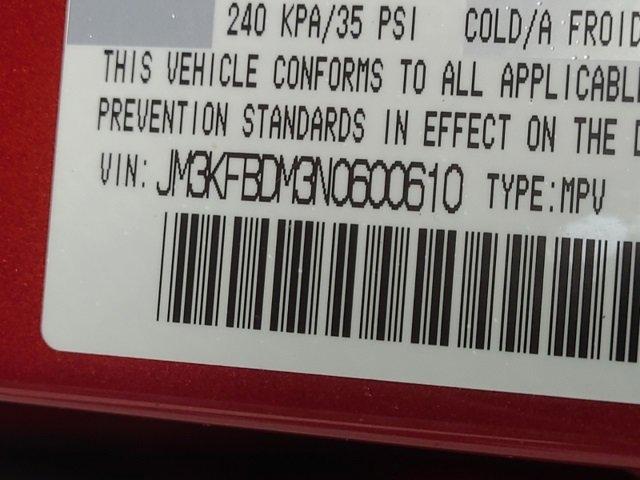 240 KPA/35 PSI COLD/A FROID
THIS VEHICLE CONFORMS TO ALL APPLICABLE
PREVENTION STANDARDS IN EFFECT ON THE D
VIN: JM3KFBDM3N0600610 TYPE:MPV